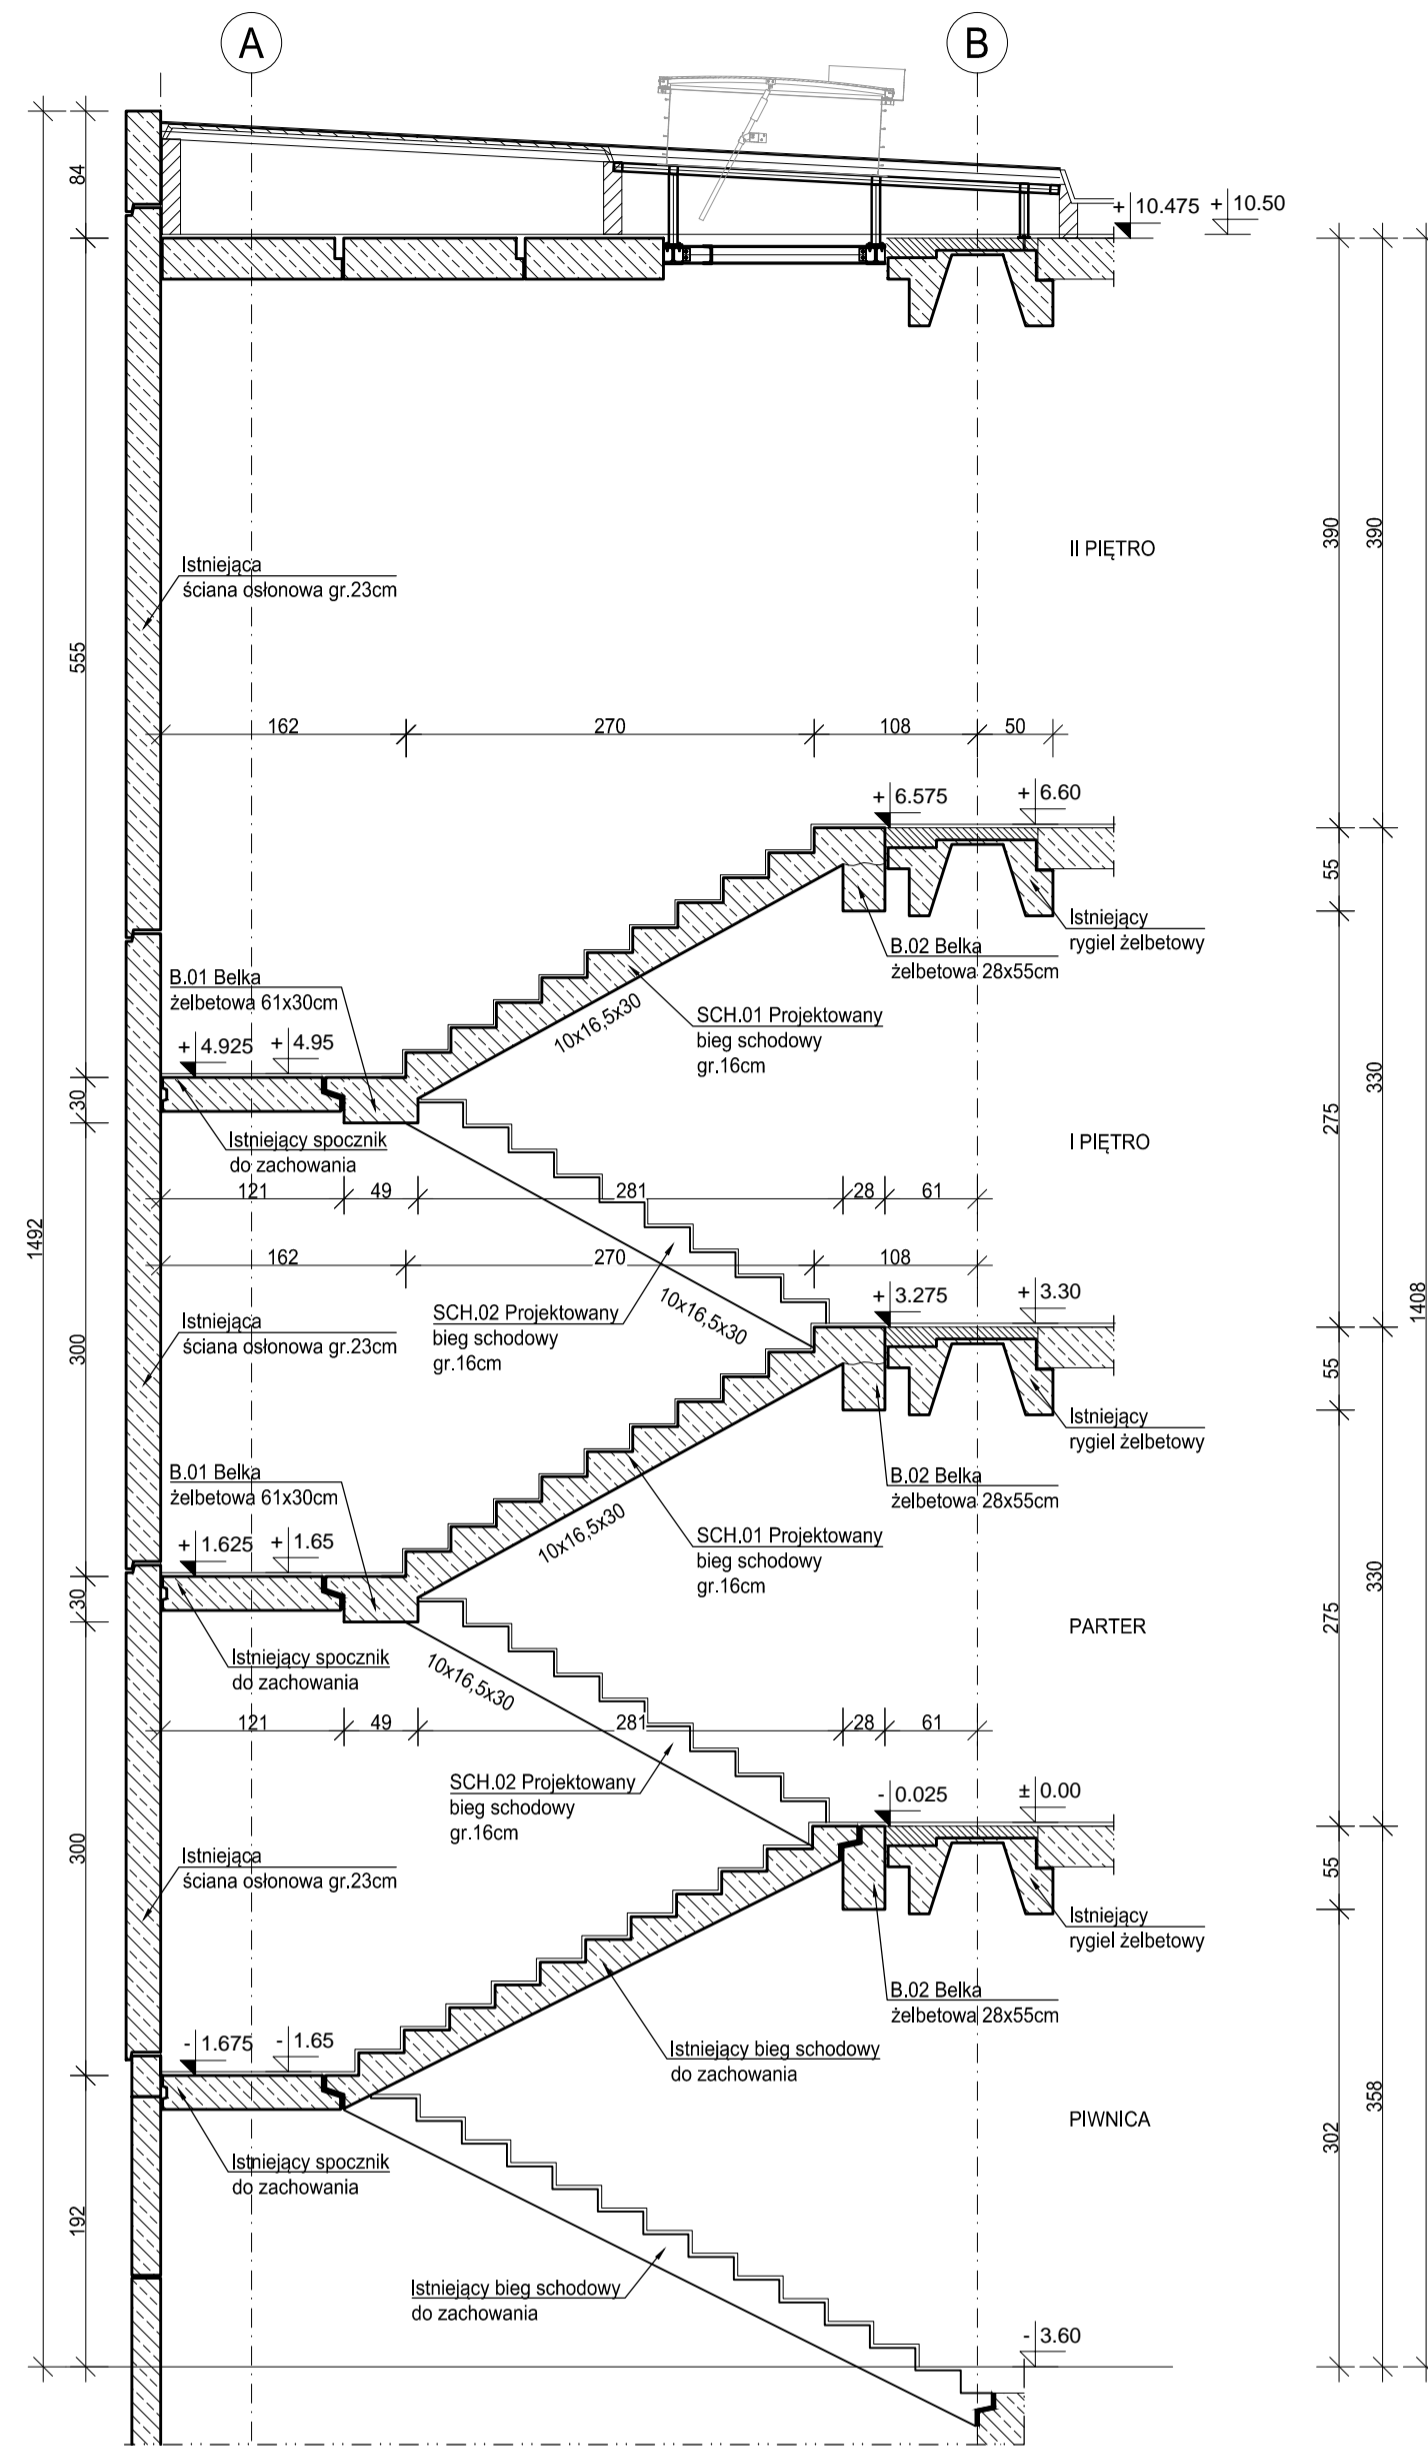 A
B
84
+ 10.475
+ 10.50
390
390
II PIĘTRO
Istniejąca
ściana osłonowa gr.23cm
555
162
270
108
50
+ 6.575
+ 6.60
55
Istniejący
rygiel żelbetowy
B.02 Belka
żelbetowa 28x55cm
B.01 Belka
żelbetowa 61x30cm
SCH.01 Projektowany
bieg schodowy
gr.16cm
10x16,5x30
+ 4.925
+ 4.95
30
330
275
I PIĘTRO
Istniejący spocznik
do zachowania
121
49
281
28
61
1492
162
270
108
+ 3.275
+ 3.30
1408
SCH.02 Projektowany
bieg schodowy
gr.16cm
10x16,5x30
Istniejąca
ściana osłonowa gr.23cm
300
55
Istniejący
rygiel żelbetowy
B.01 Belka
żelbetowa 61x30cm
B.02 Belka
żelbetowa 28x55cm
10x16,5x30
SCH.01 Projektowany
bieg schodowy
gr.16cm
+ 1.625
+ 1.65
30
330
275
PARTER
Istniejący spocznik
do zachowania
10x16,5x30
121
49
281
28
61
SCH.02 Projektowany
bieg schodowy
gr.16cm
- 0.025
± 0.00
300
Istniejąca
ściana osłonowa gr.23cm
55
Istniejący
rygiel żelbetowy
B.02 Belka
żelbetowa 28x55cm
- 1.675
- 1.65
Istniejący bieg schodowy
do zachowania
PIWNICA
358
302
Istniejący spocznik
do zachowania
192
Istniejący bieg schodowy
do zachowania
- 3.60